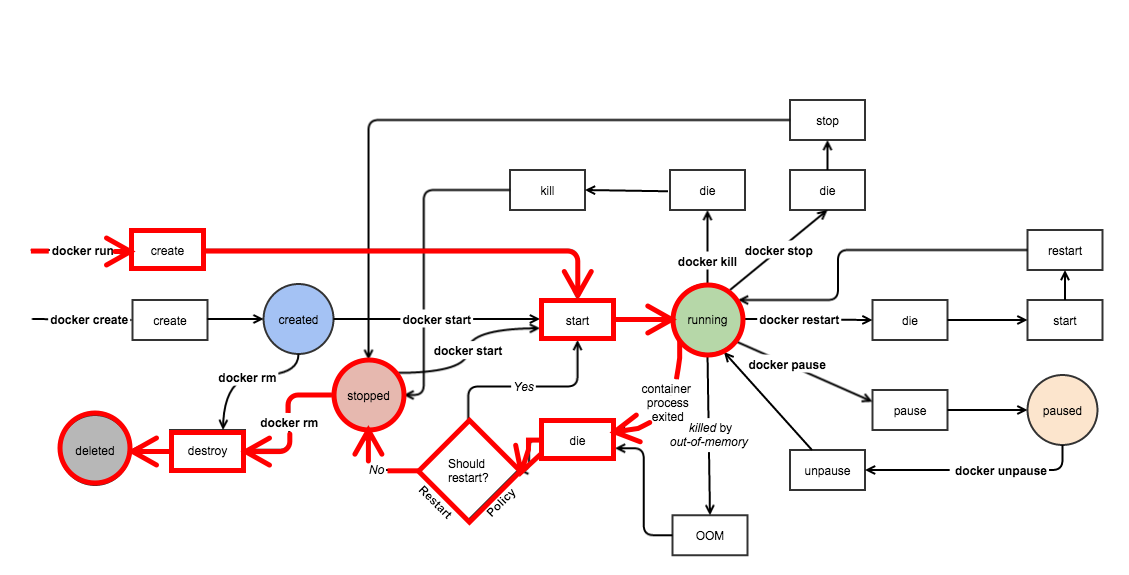 stop
kill
die
die
docker run
create
docker kill
docker stop
restart
docker create
create
created
docker start
start
running
docker restart
die
start
docker start
docker pause
docker rm
stopped
Yes
container
process
exited
pause
paused
docker rm
killed by
out-of-memory
deleted
destroy
die
No
Should
restart?
unpause
docker unpause
Restart
Policy
OOM